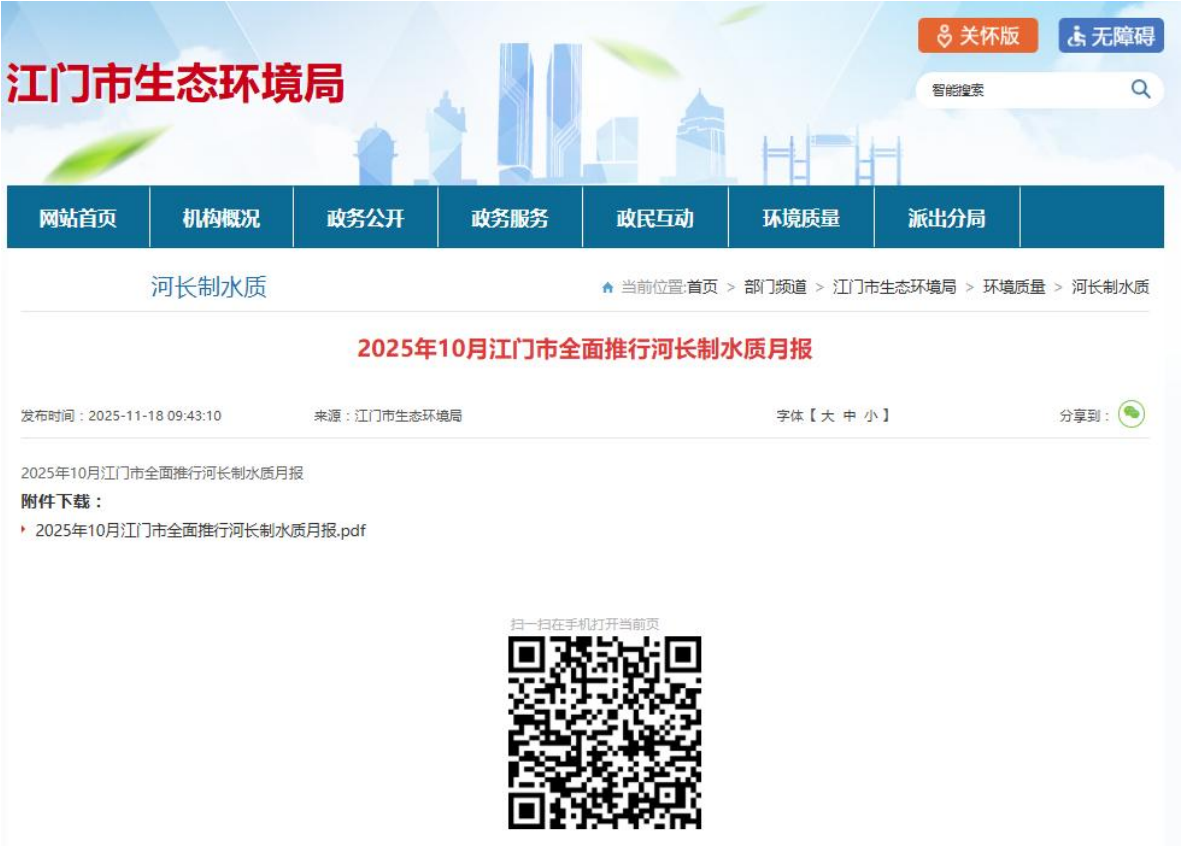 关怀版
无障碍
江门市生态环境局
智能搜索
网站首页 机构概况 政务公开 政务服务 政民互动 环境质量 派出分局
河长制水质
当前位置:首页 > 部门频道 > 江门市生态环境局 > 环境质量 > 河长制水质
2025年10月江门市全面推行河长制水质月报
发布时间：2025-11-18 09:43:10 来源：江门市生态环境局 字体【 大 中 小 】 分享到：
2025年10月江门市全面推行河长制水质月报
附件下载：
2025年10月江门市全面推行河长制水质月报.pdf
扫一扫在手机打开当前页